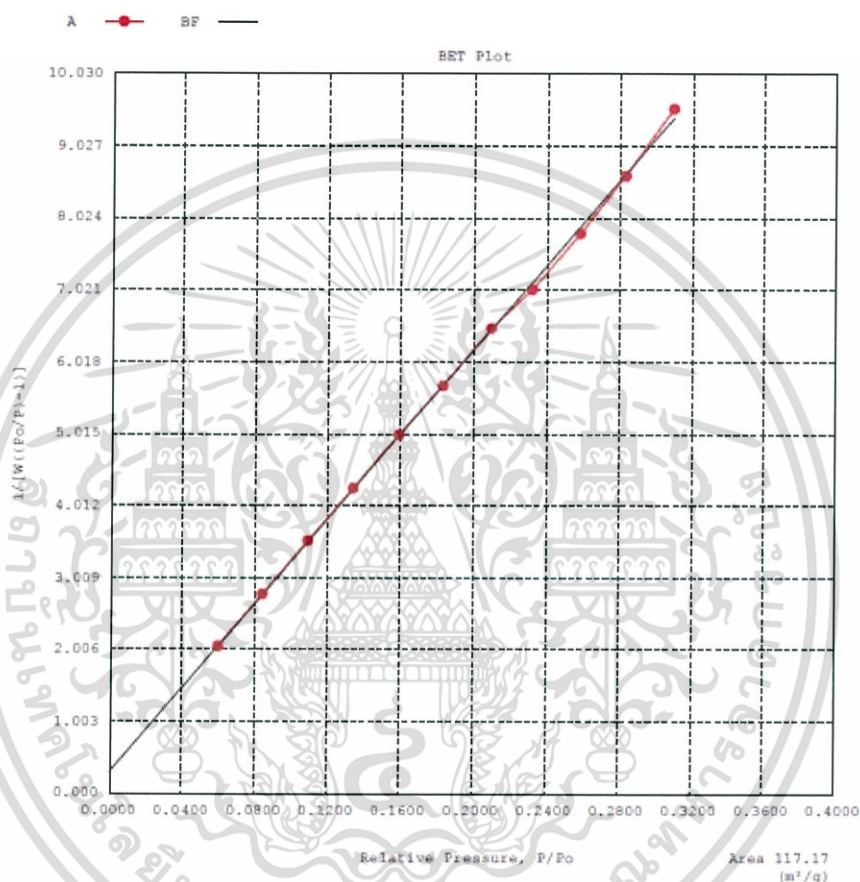 A BF
BET Plot
10.030
9.027
8.024
7.021
6.018
5.015
4.012
3.009
2.006
1.003
0.000
1/[W((Po/P)-1)]
0.0000 0.0400 0.0800 0.1200 0.1600 0.2000 0.2400 0.2800 0.3200 0.3600 0.4000
Relative Pressure, P/Po
Area 117.17
(m²/g)